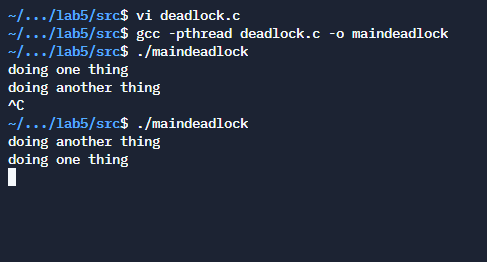 ~/.../lab5/src$ vi deadlock.c
~/.../lab5/src$ gcc -pthread deadlock.c -o maindeadlock
~/.../lab5/src$ ./maindeadlock
doing one thing
doing another thing
^C
~/.../lab5/src$ ./maindeadlock
doing another thing
doing one thing